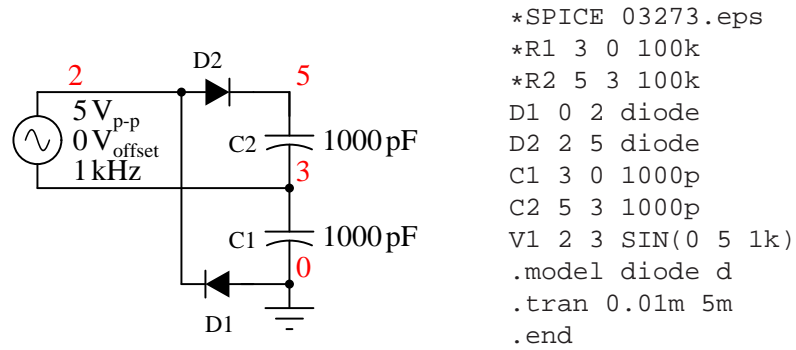 D2
2
5
5 Vp-p
0 Voffset
1 kHz
C2
1000 pF
3
C1
1000 pF
0
D1
*SPICE 03273.eps
*R1 3 0 100k
*R2 5 3 100k
D1 0 2 diode
D2 2 5 diode
C1 3 0 1000p
C2 5 3 1000p
V1 2 3 SIN(0 5 1k)
.model diode d
.tran 0.01m 5m
.end